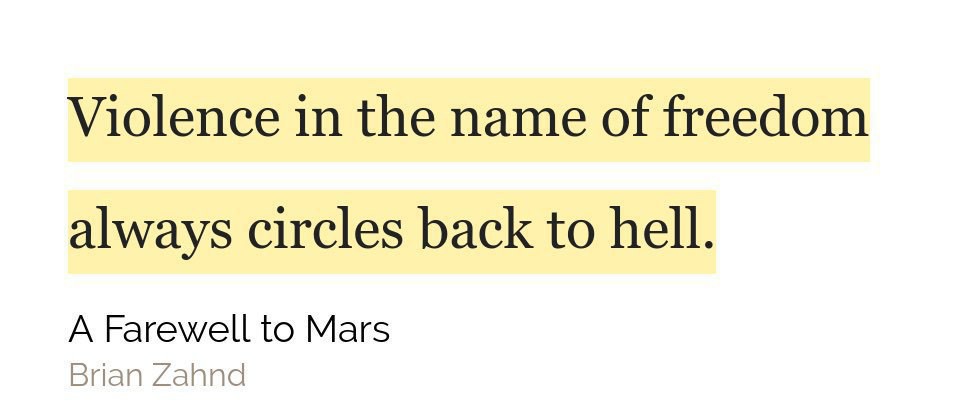 Violence in the name of freedom
always circles back to hell.
A Farewell to Mars
Brian Zahnd